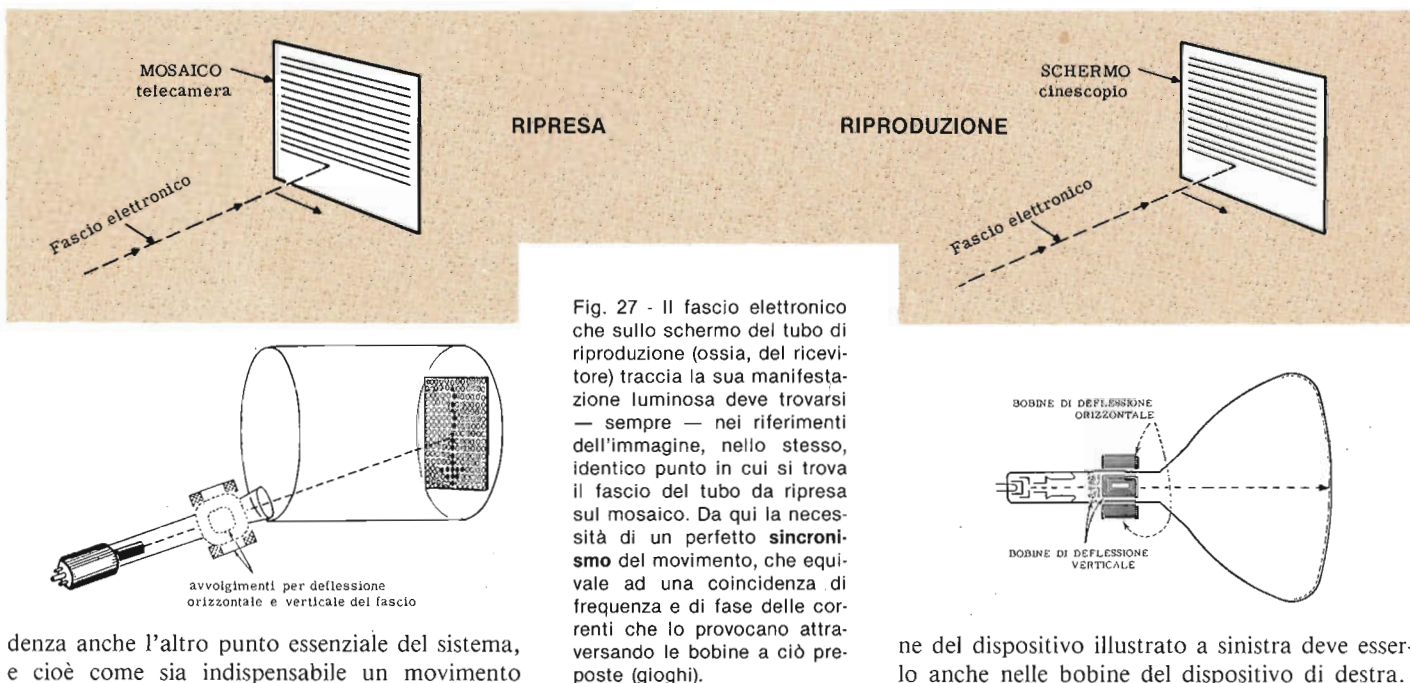 MOSAICO
telecamera
RIPRESA
Fascio elettronico
RIPRODUZIONE
SCHERMO
cinescopio
Fascio elettronico
avvolgimenti per deflessione
orizzontale e verticale del fascio
denza anche l'altro punto essenziale del sistema,
e cioè come sia indispensabile un movimento
Fig. 27 - Il fascio elettronico
che sullo schermo del tubo di
riproduzione (ossia, del ricevi-
tore) traccia la sua manifesta-
zione luminosa deve trovarsi
— sempre — nei riferimenti
dell'immagine, nello stesso,
identico punto in cui si trova
il fascio del tubo da ripresa
sul mosaico. Da qui la neces-
sità di un perfetto sincroni-
smo del movimento, che equi-
vale ad una coincidenza di
frequenza e di fase delle cor-
renti che lo provocano attra-
versando le bobine a ciò pre-
poste (gioghi).
BOBINE DI DEFLESSIONE
ORIZZONTALE
BOBINE DI DEFLESSIONE
VERTICALE
ne del dispositivo illustrato a sinistra deve esser-
lo anche nelle bobine del dispositivo di destra.